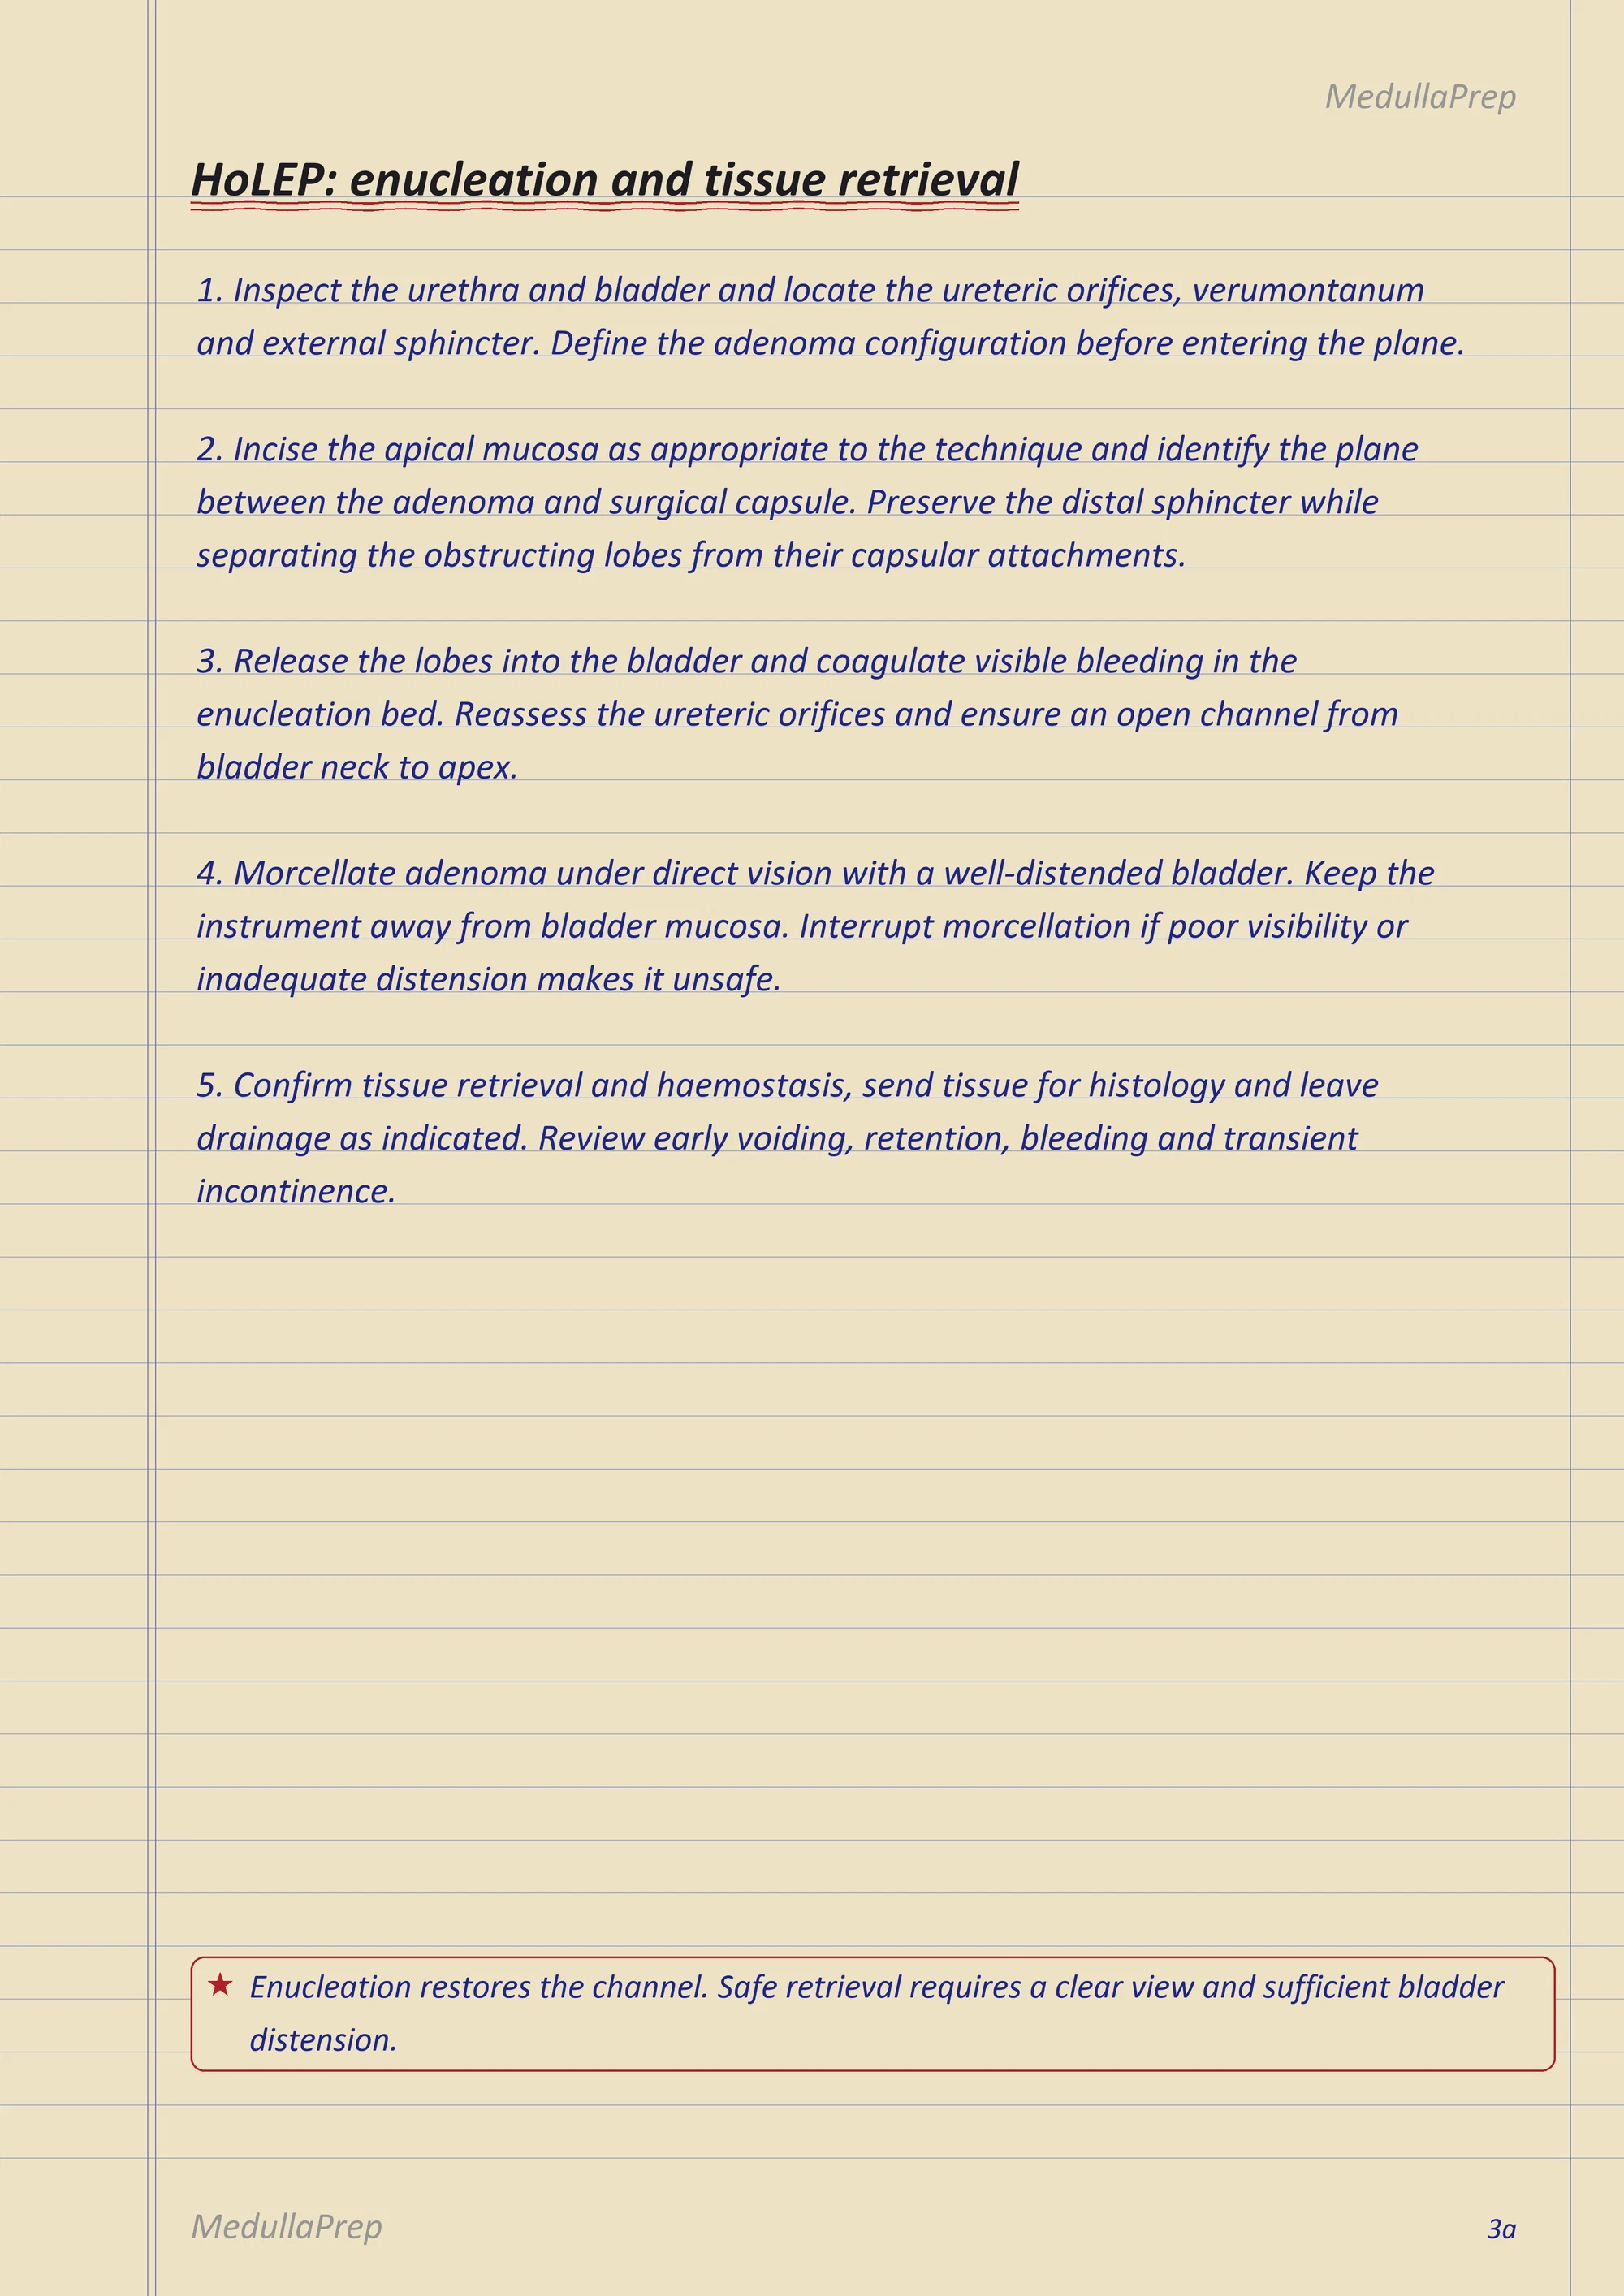 MedullaPrep
HoLEP: enucleation and tissue retrieval
1. Inspect the urethra and bladder and locate the ureteric orifices, verumontanum
and external sphincter. Define the adenoma configuration before entering the plane.
2. Incise the apical mucosa as appropriate to the technique and identify the plane
between the adenoma and surgical capsule. Preserve the distal sphincter while
separating the obstructing lobes from their capsular attachments.
3. Release the lobes into the bladder and coagulate visible bleeding in the
enucleation bed. Reassess the ureteric orifices and ensure an open channel from
bladder neck to apex.
4. Morcellate adenoma under direct vision with a well-distended bladder. Keep the
instrument away from bladder mucosa. Interrupt morcellation if poor visibility or
inadequate distension makes it unsafe.
5. Confirm tissue retrieval and haemostasis, send tissue for histology and leave
drainage as indicated. Review early voiding, retention, bleeding and transient
incontinence.
★ Enucleation restores the channel. Safe retrieval requires a clear view and sufficient bladder
distension.
MedullaPrep
3a